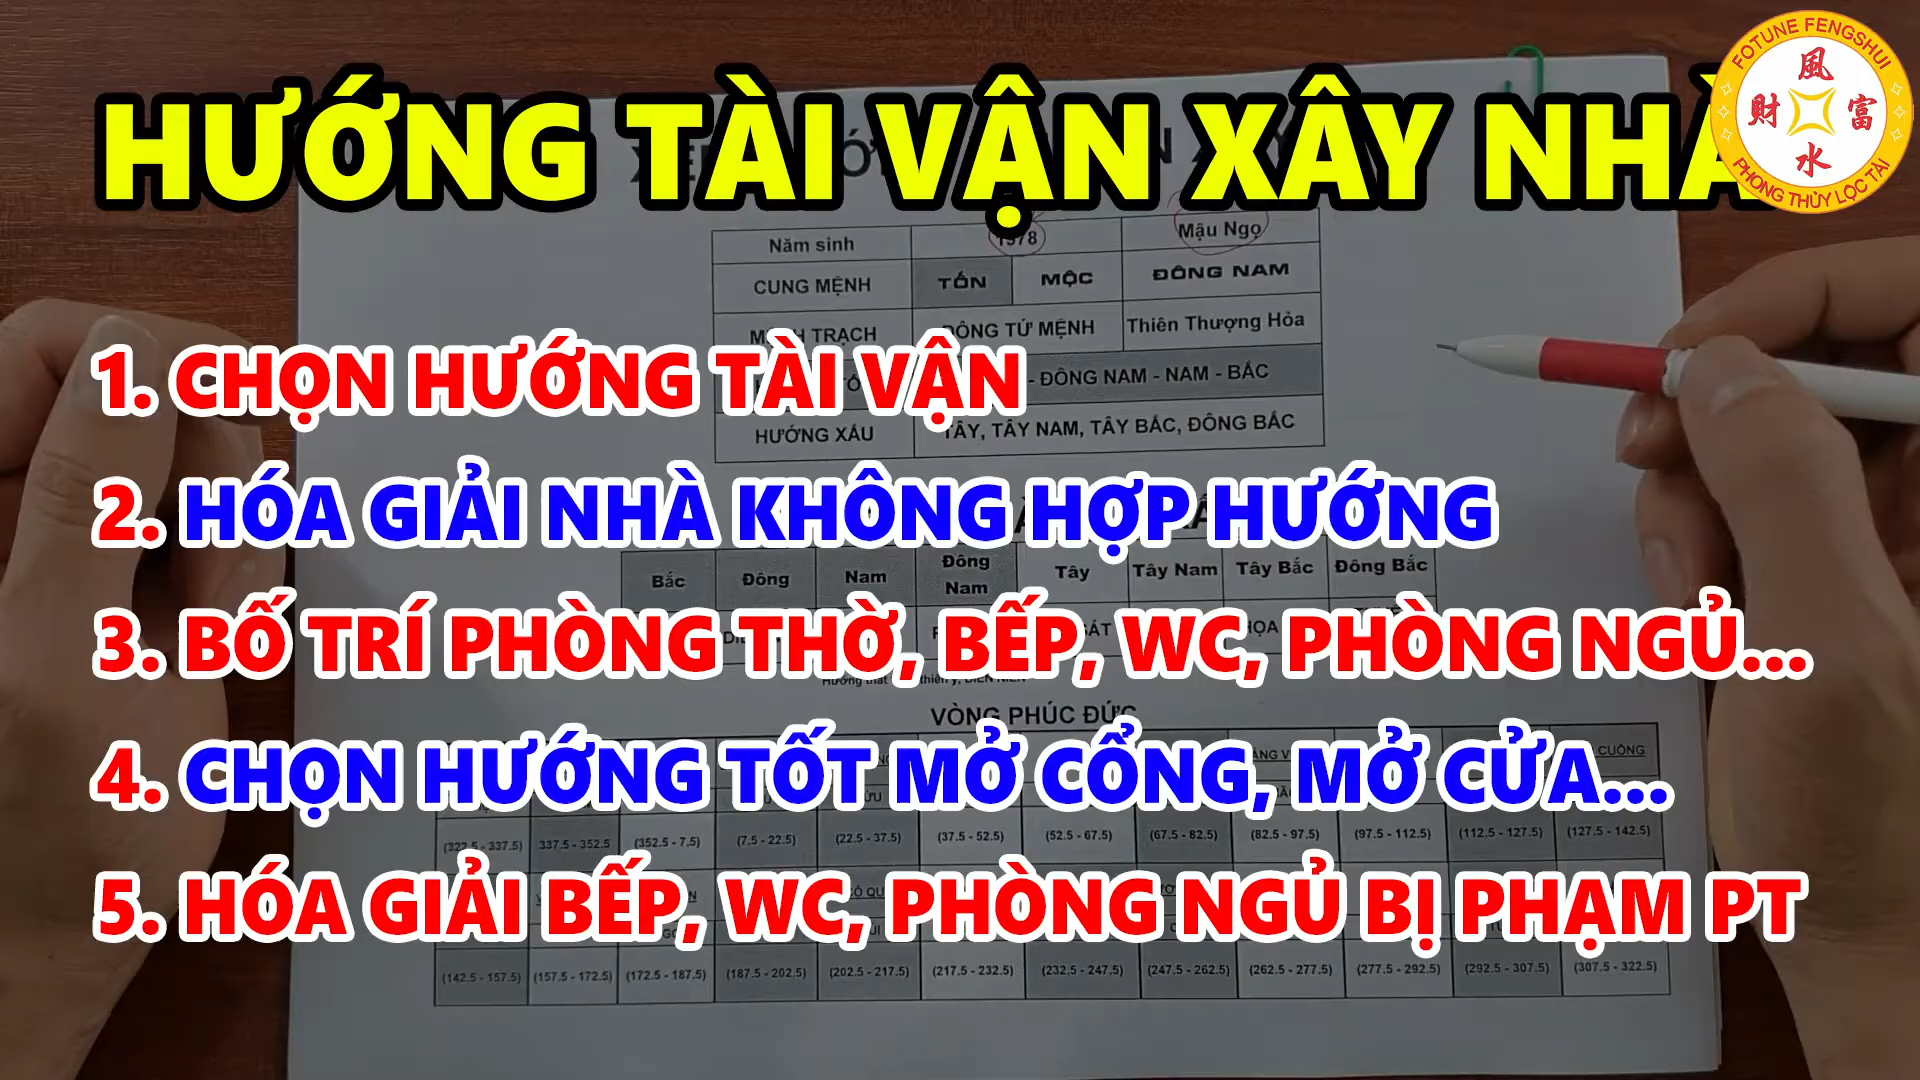 HƯỚNG TÀI VẬN XÂY NHÀ
FOTUNE FENGSHUI
風
財 富
水
PHONG THỦY LỘC TÀI
Năm sinh 1978 Mậu Ngọ
CUNG MỆNH TỐN MỘC ĐÔNG NAM
TRẠCH ĐÔNG TỨ MỆNH Thiên Thượng Hỏa
1. CHỌN HƯỚNG TÀI VẬN
- ĐÔNG NAM - NAM - BẮC
HƯỚNG XẤU TÂY, TÂY NAM, TÂY BẮC, ĐÔNG BẮC
2. HÓA GIẢI NHÀ KHÔNG HỢP HƯỚNG
Bắc Đông Nam Đông Nam Tây Tây Nam Tây Bắc Đông Bắc
3. BỐ TRÍ PHÒNG THỜ, BẾP, WC, PHÒNG NGỦ...
VÒNG PHÚC ĐỨC
CUỒNG
4. CHỌN HƯỚNG TỐT MỞ CỔNG, MỞ CỬA...
(322.5 - 337.5) 337.5 - 352.5 (352.5 - 7.5) (7.5 - 22.5) (22.5 - 37.5) (37.5 - 52.5) (52.5 - 67.5) (67.5 - 82.5) (82.5 - 97.5) (97.5 - 112.5) (112.5 - 127.5) (127.5 - 142.5)
5. HÓA GIẢI BẾP, WC, PHÒNG NGỦ BỊ PHẠM PT
(142.5 - 157.5) (157.5 - 172.5) (172.5 - 187.5) (187.5 - 202.5) (202.5 - 217.5) (217.5 - 232.5) (232.5 - 247.5) (247.5 - 262.5) (262.5 - 277.5) (277.5 - 292.5) (292.5 - 307.5) (307.5 - 322.5)